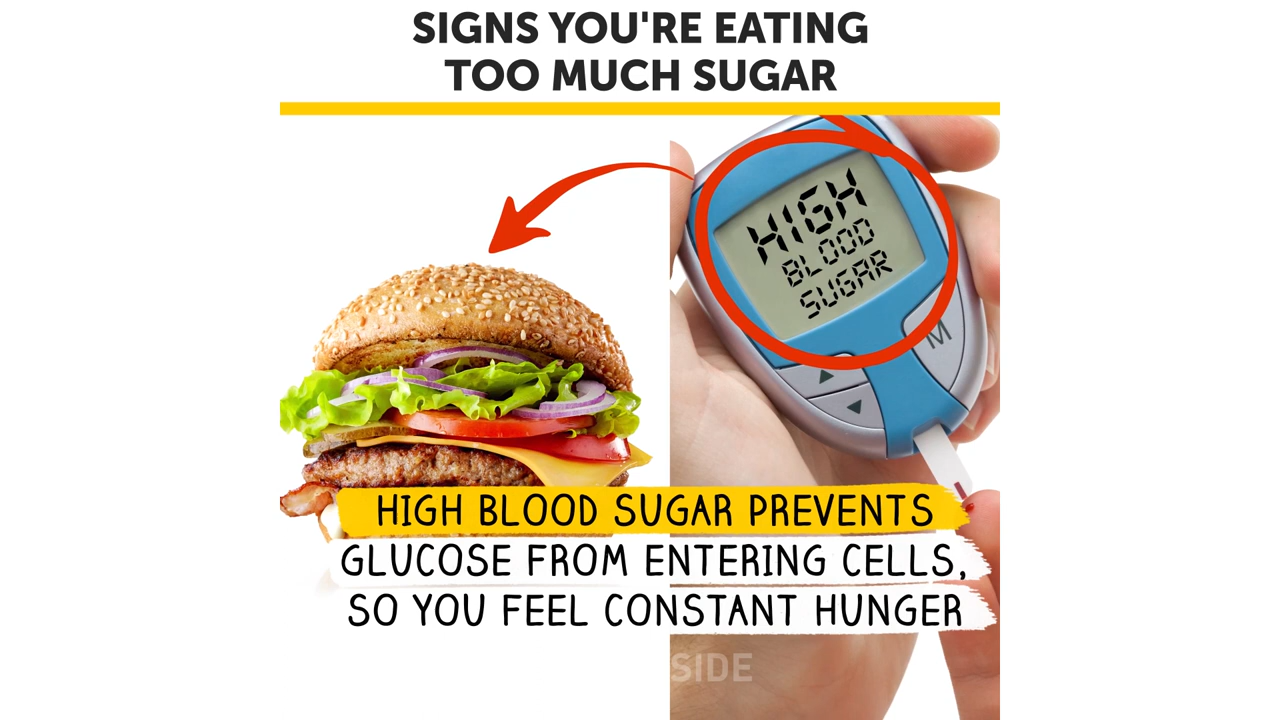 SIGNS YOU'RE EATING
TOO MUCH SUGAR
HIGH
BLOOD
SUGAR
M
HIGH BLOOD SUGAR PREVENTS
GLUCOSE FROM ENTERING CELLS,
SO YOU FEEL CONSTANT HUNGER
SIDE